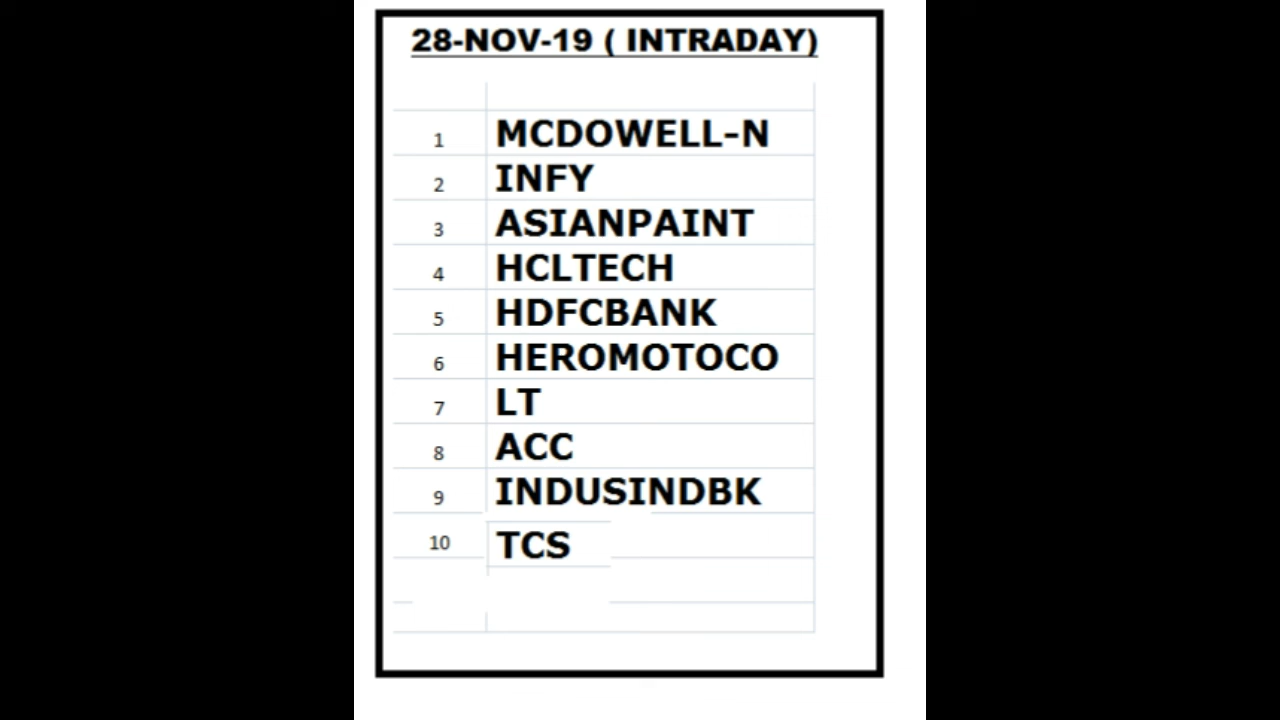 28-NOV-19 ( INTRADAY)
1 MCDOWELL-N
2 INFY
3 ASIANPAINT
4 HCLTECH
5 HDFCBANK
6 HEROMOTOCO
7 LT
8 ACC
9 INDUSINDBK
10 TCS